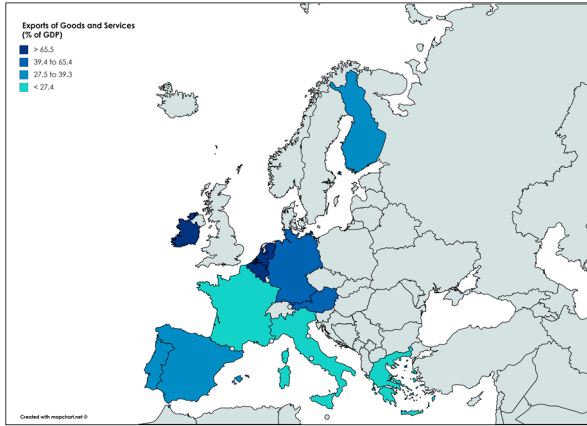 Exports of Goods and Services
(% of GDP)
> 65.5
39.4 to 65.4
27.5 to 39.3
< 27.4
Created with mapchart.net ©